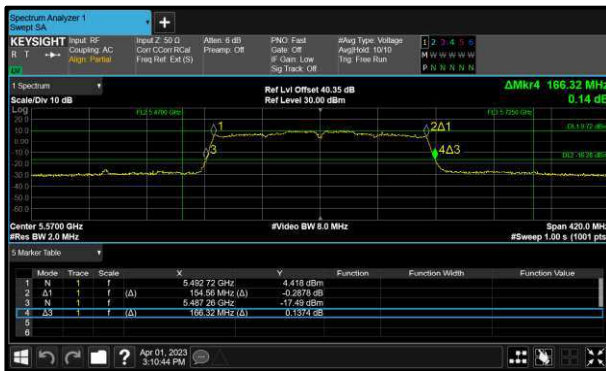 Spectrum Analyzer 1
Swept SA
+
KEYSIGHT Input: RF Input Z: 50 Ω Atten: 6 dB PNO: Fast #Avg Type: Voltage 1 2 3 4 5 6
R T Coupling: AC Corr CCorr RCal Preamp: Off Gate: Off Avg|Hold: 10/10 M W W W W W
Align: Partial Freq Ref: Ext (S) IF Gain: Low Trig: Free Run P N N N N N
Sig Track: Off
1 Spectrum Ref Lvl Offset 40.35 dB ΔMkr4 166.32 MHz
Scale/Div 10 dB Ref Level 30.00 dBm 0.14 dB
Log
20.0
10.0
0.00
-10.0
-20.0
-30.0
-40.0
-50.0
-60.0
FL2:5.4700 GHz
FL3:5.7250 GHz
1
2Δ1
3
4Δ3
Center 5.5700 GHz #Video BW 8.0 MHz Span 420.0 MHz
#Res BW 2.0 MHz #Sweep 1.00 s (1001 pts
5 Marker Table
Mode Trace Scale X Y Function Function Width Function Value
1 N 1 f 5.492 72 GHz 4.418 dBm
2 Δ1 1 f (Δ) 154.56 MHz (Δ) -0.2878 dB
3 N 1 f 5.487 26 GHz -17.49 dBm
4 Δ3 1 f (Δ) 166.32 MHz (Δ) 0.1374 dB
5
6
? Apr 01, 2023
3:10:44 PM